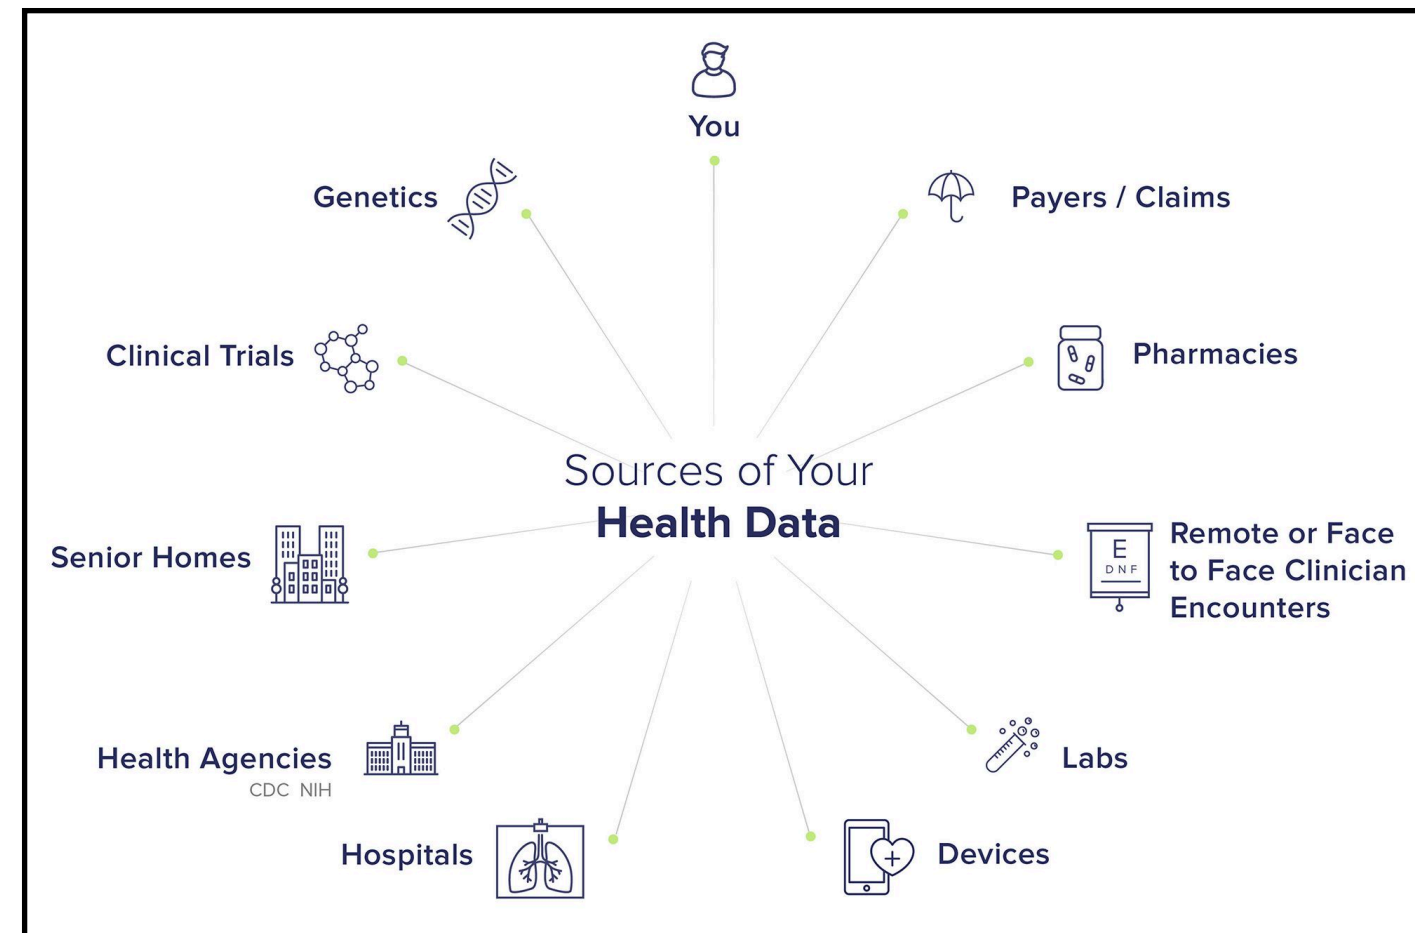 You
Genetics
Payers / Claims
Clinical Trials
Pharmacies
Sources of Your
Health Data
Senior Homes
E
D N F
Remote or Face
to Face Clinician
Encounters
Health Agencies
CDC NIH
Labs
Hospitals
Devices